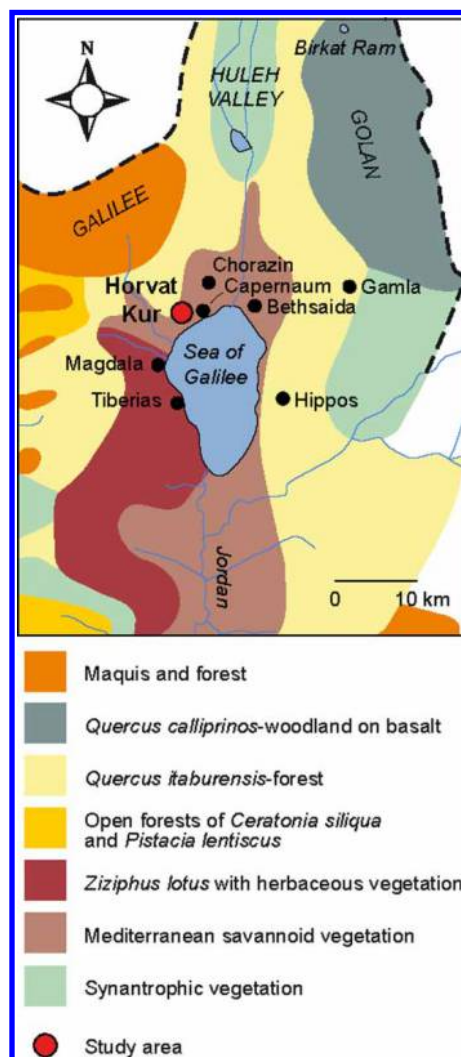 N
Birkat Ram
HULEH
VALLEY
GOLAN
GALILEE
Chorazin
Horvat
Kur
Capernaum
Bethsaida
Gamla
Sea of
Galilee
Magdala
Tiberias
Hippos
Jordan
0 10 km
Maquis and forest
Quercus calliprinos-woodland on basalt
Quercus itaburensis-forest
Open forests of Ceratonia siliqua
and Pistacia lentiscus
Ziziphus lotus with herbaceous vegetation
Mediterranean savannoid vegetation
Synantrophic vegetation
Study area